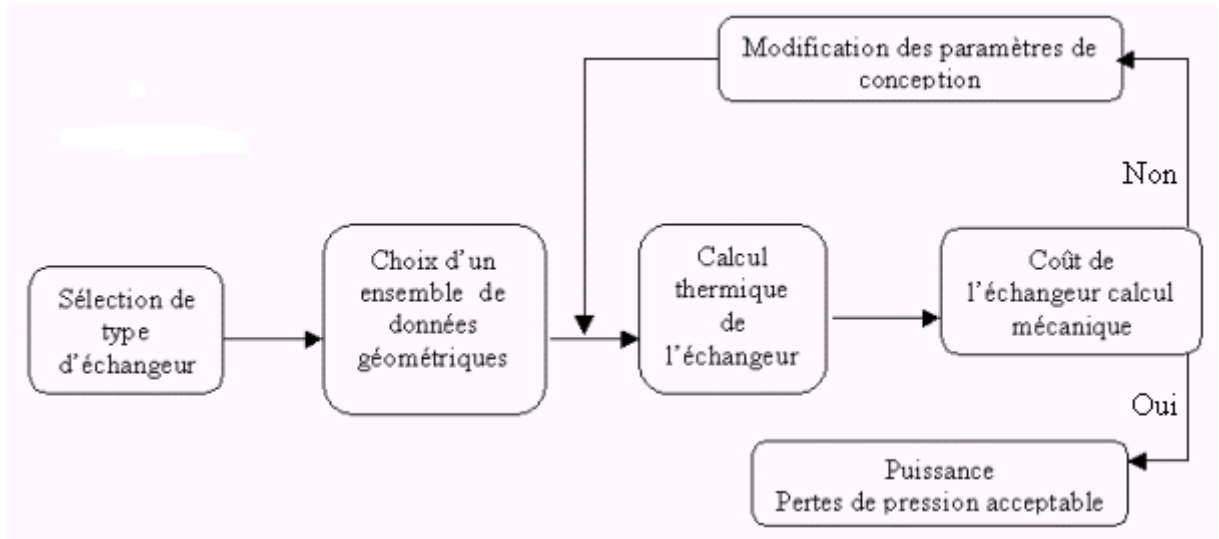 Modification des paramètres de
conception
Non
Sélection de
type
d'échangeur
Choix d'un
ensemble de
données
géométriques
Calcul
thermique
de
l'échangeur
Coût de
l'échangeur calcul
mécanique
Oui
Puissance
Pertes de pression acceptable